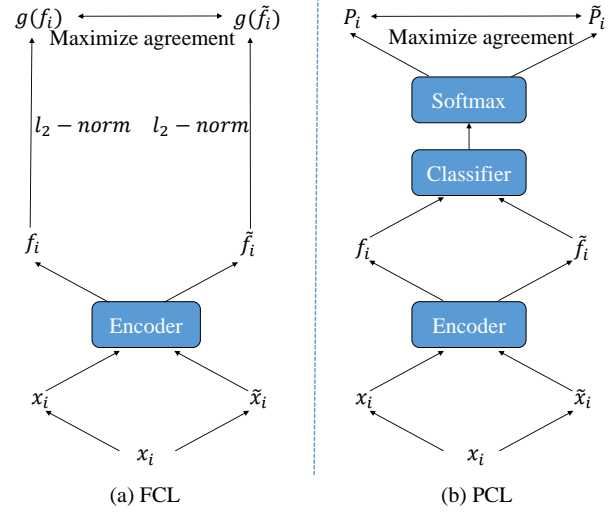 g(f_i) g(f̃_i)
Maximize agreement
l_2 − norm l_2 − norm
f_i f̃_i
Encoder
x_i x̃_i
x_i
(a) FCL
P_i P̃_i
Maximize agreement
Softmax
Classifier
f_i f̃_i
Encoder
x_i x̃_i
x_i
(b) PCL